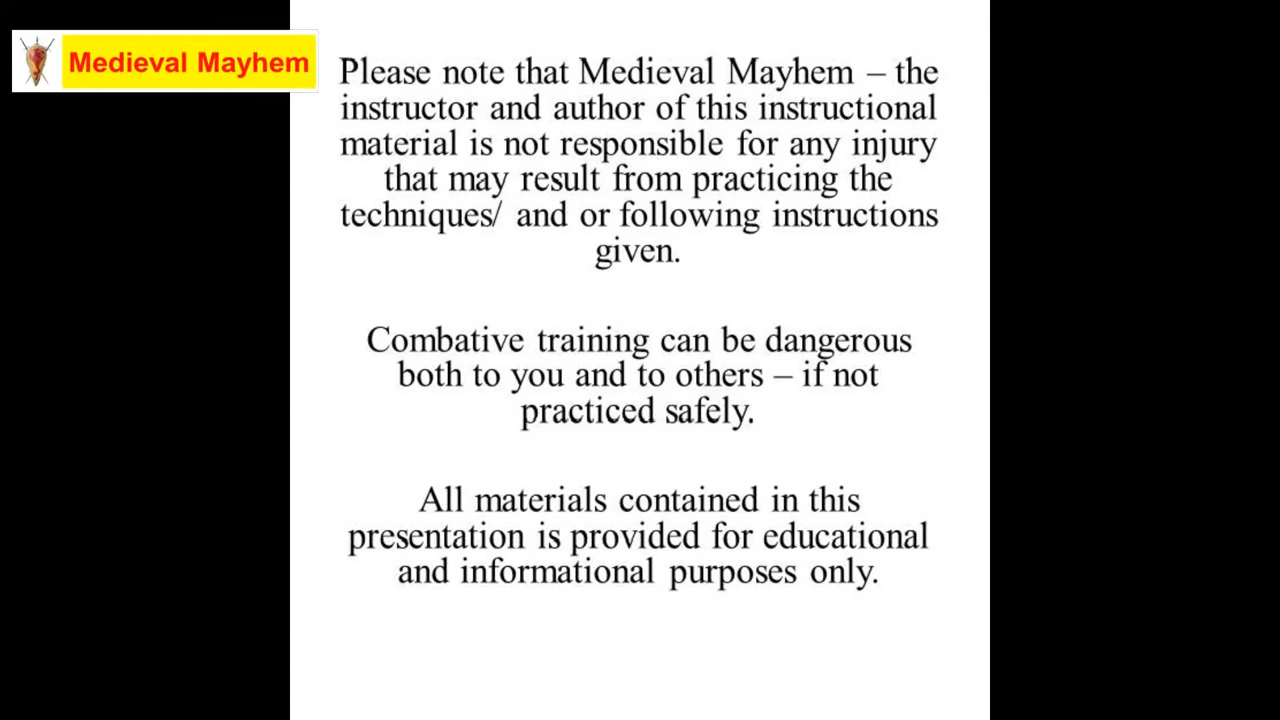 Medieval Mayhem
Please note that Medieval Mayhem – the
instructor and author of this instructional
material is not responsible for any injury
that may result from practicing the
techniques/ and or following instructions
given.
Combative training can be dangerous
both to you and to others – if not
practiced safely.
All materials contained in this
presentation is provided for educational
and informational purposes only.